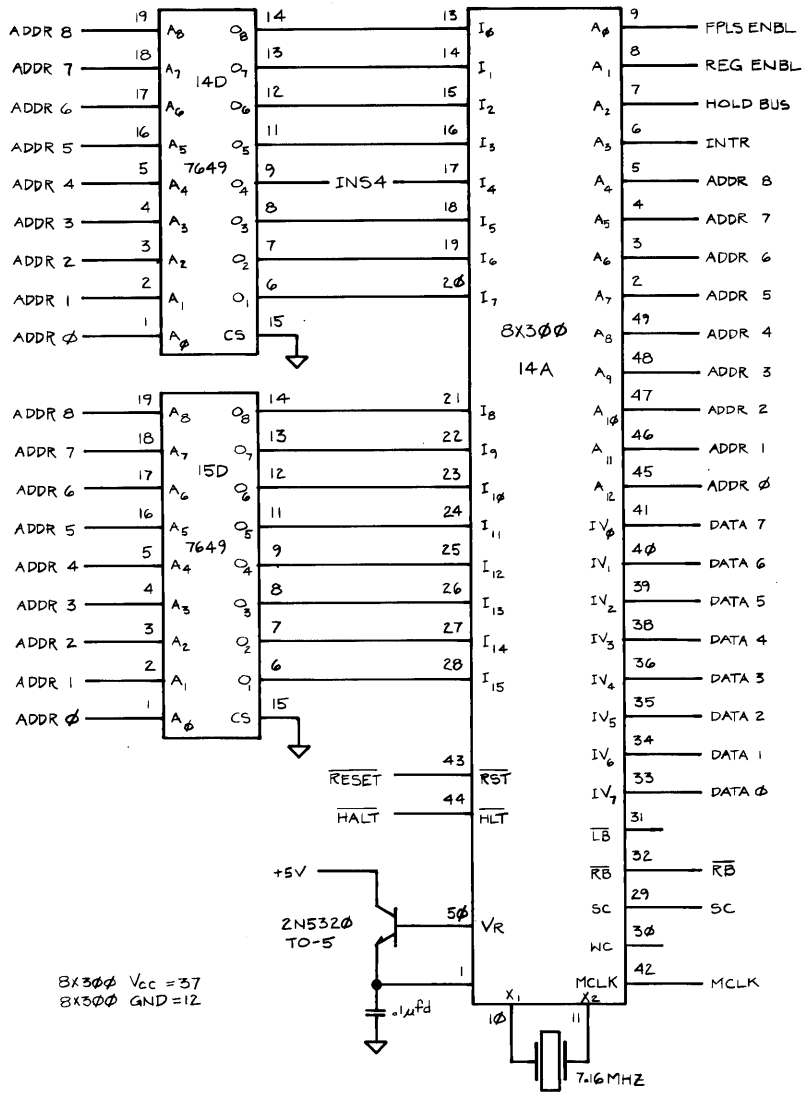 19 14 13 9
ADDR 8 A8 O8 I0 A0 FPLS ENBL
18 13 14 8
ADDR 7 A7 O7 I1 A1 REG ENBL
14D
17 12 15 7
ADDR 6 A6 O6 I2 A2 HOLD BUS
16 11 16 6
ADDR 5 A5 O5 I3 A3 INTR
7649
5 9 17 5
ADDR 4 A4 O4 INS4 I4 A4 ADDR 8
4 8 18 4
ADDR 3 A3 O3 I5 A5 ADDR 7
3 7 19 3
ADDR 2 A2 O2 I6 A6 ADDR 6
2 6 2Ø 2
ADDR 1 A1 O1 I7 A7 ADDR 5
1 15 8X3ØØ 49
ADDR Ø AØ CS A8 ADDR 4
14A 48
A9 ADDR 3
19 14 21 47
ADDR 8 A8 O8 I8 A1Ø ADDR 2
18 13 22 46
ADDR 7 A7 O7 I9 A11 ADDR 1
15D
17 12 23 45
ADDR 6 A6 O6 I1Ø A12 ADDR Ø
16 11 24 41
ADDR 5 A5 O5 I11 IVØ DATA 7
7649
5 9 25 4Ø
ADDR 4 A4 O4 I12 IV1 DATA 6
4 8 26 39
ADDR 3 A3 O3 I13 IV2 DATA 5
3 7 27 38
ADDR 2 A2 O2 I14 IV3 DATA 4
2 6 28 36
ADDR 1 A1 O1 I15 IV4 DATA 3
1 15 35
ADDR Ø AØ CS IV5 DATA 2
34
IV6 DATA 1
43 33
RESET RST IV7 DATA Ø
44 31
HALT HLT LB
32
+5V RB RB
2N532Ø 5Ø 29
TO-5 VR SC SC
3Ø
WC
1 42
MCLK MCLK
8X3ØØ VCC = 37
8X3ØØ GND = 12
.1µfd
X1 X2
1Ø 11
7.16 MHZ